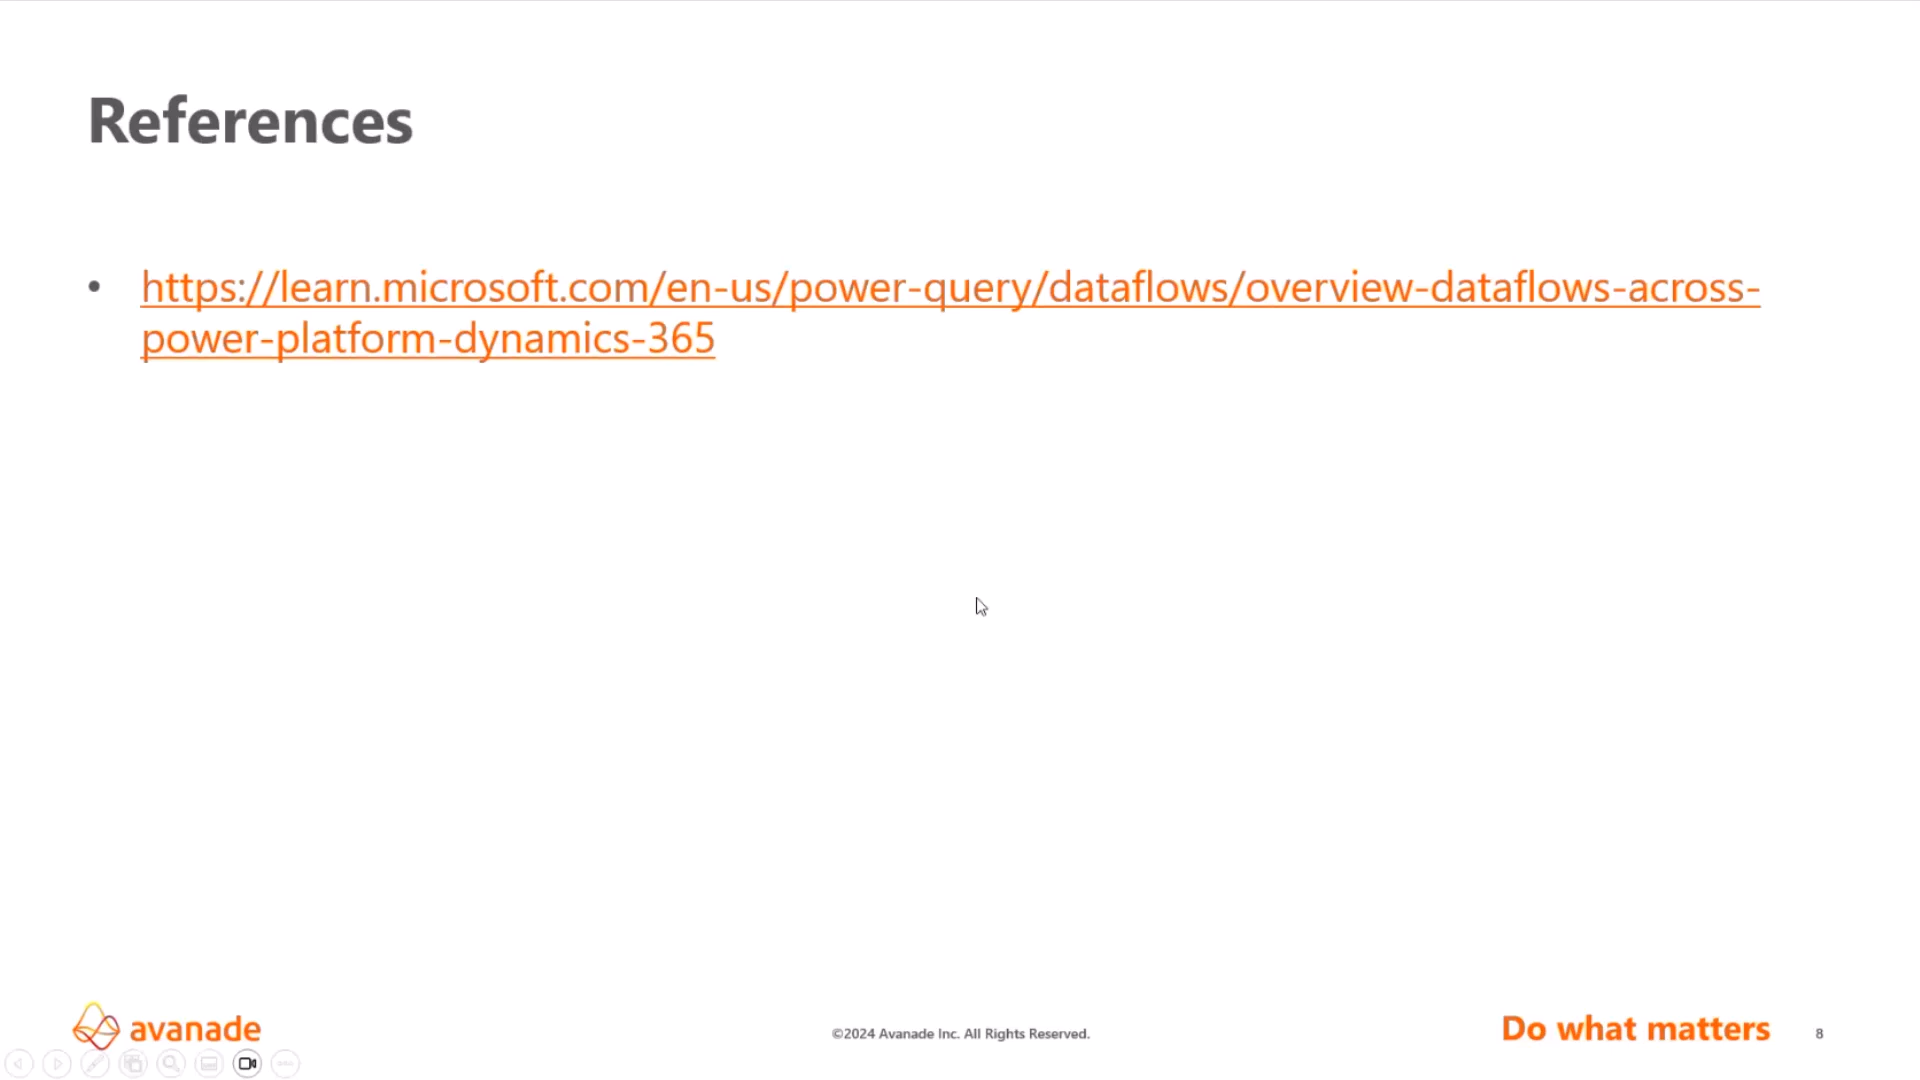 References
• https://learn.microsoft.com/en-us/power-query/dataflows/overview-dataflows-across-
power-platform-dynamics-365
avanade
©2024 Avanade Inc. All Rights Reserved.
Do what matters
8